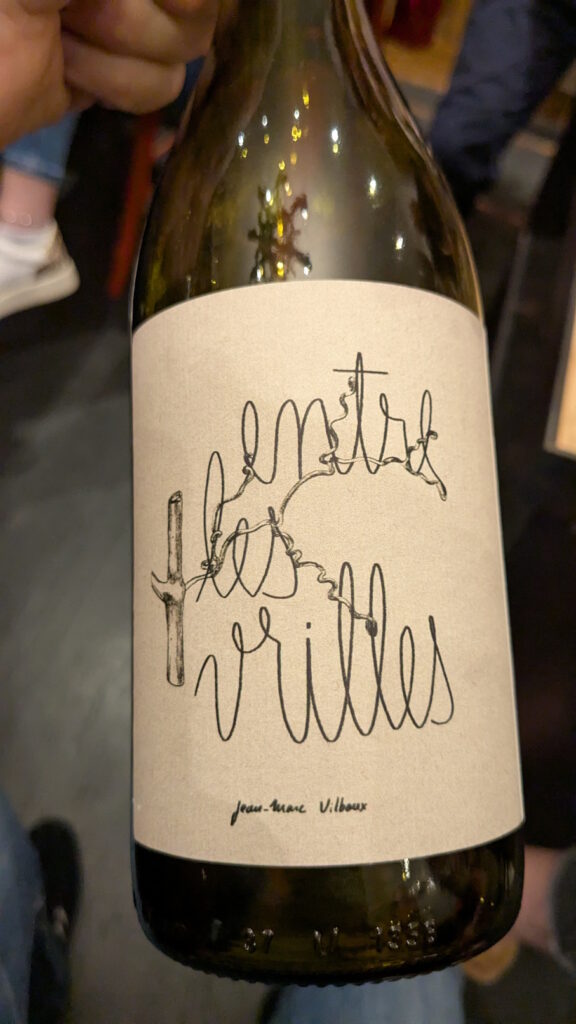 entre
les
vrilles
Jean-Marc Vilboux